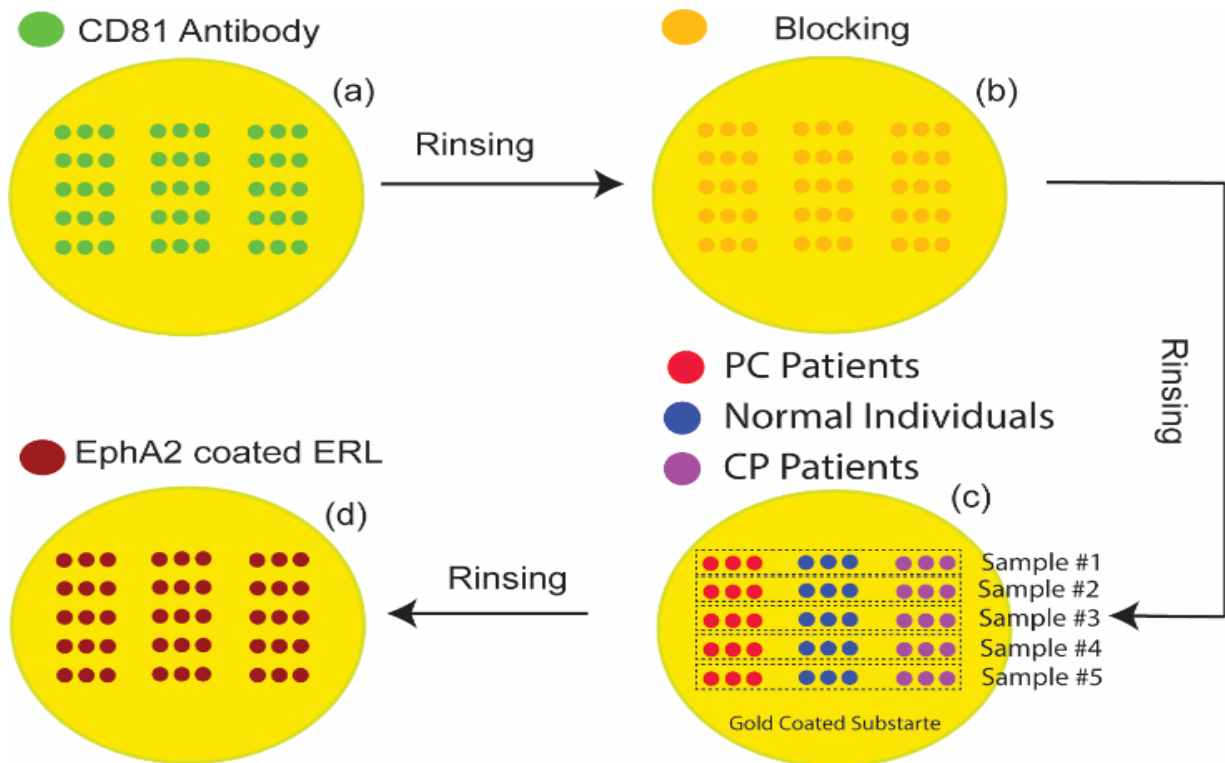 CD81 Antibody
(a)
Rinsing
Blocking
(b)
Rinsing
PC Patients
Normal Individuals
CP Patients
(c)
Sample #1
Sample #2
Sample #3
Sample #4
Sample #5
Gold Coated Substarte
Rinsing
EphA2 coated ERL
(d)